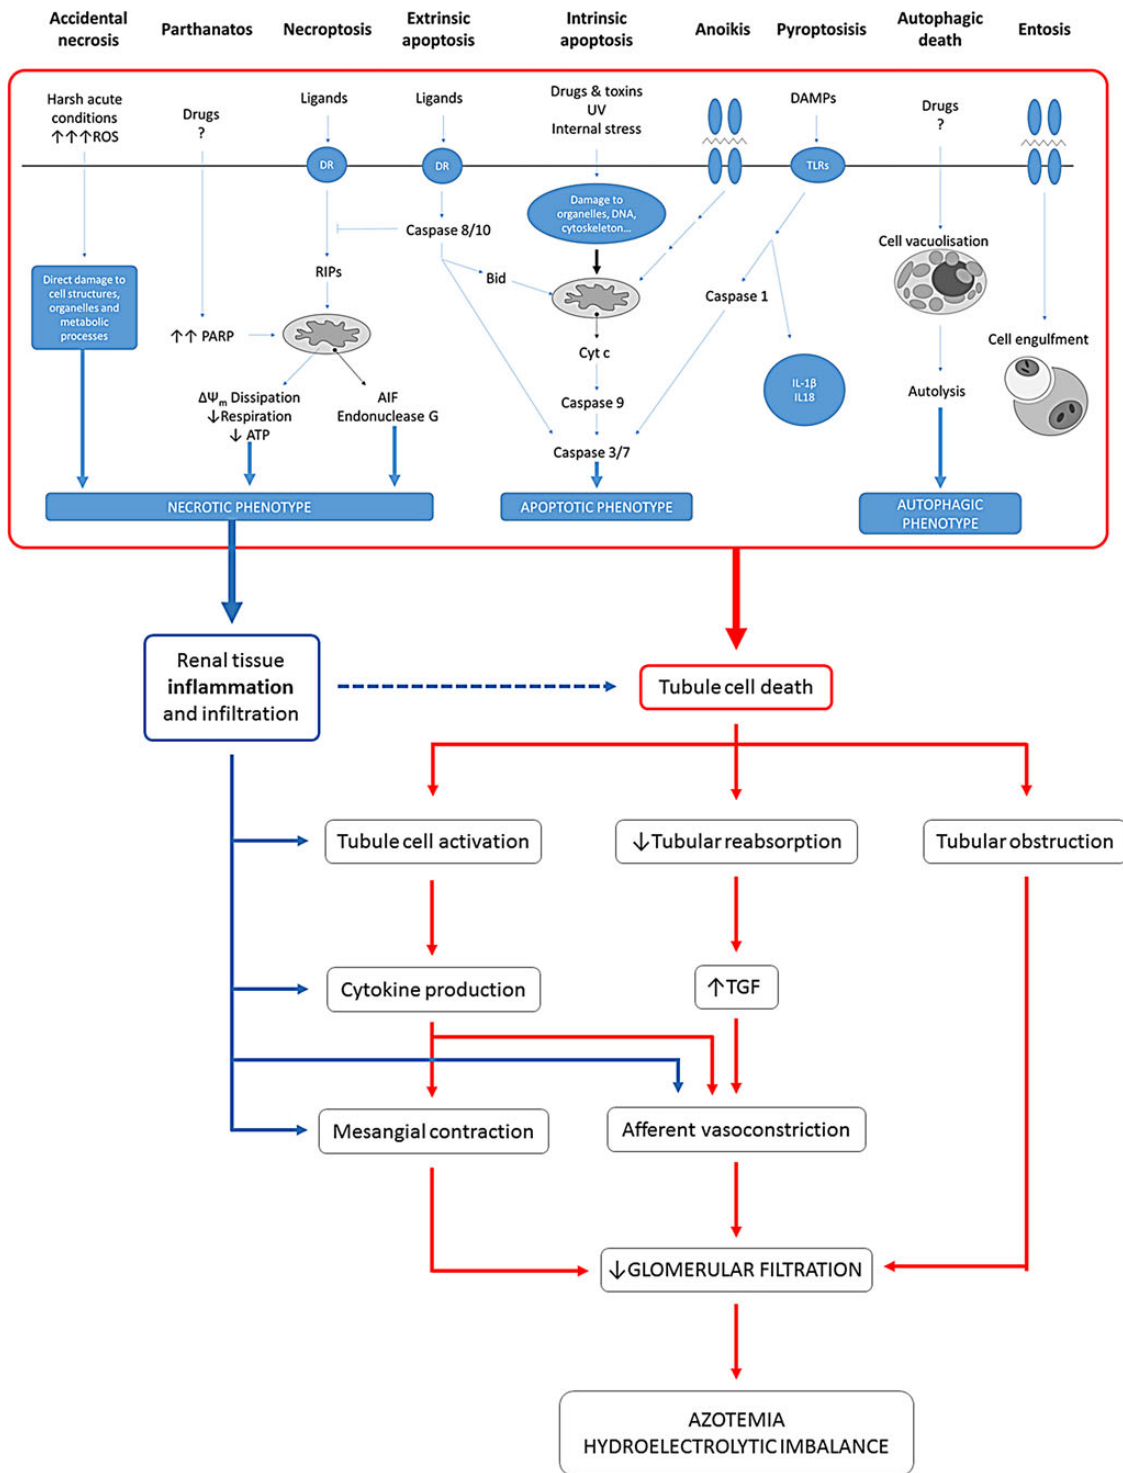 Accidental
necrosis
Parthanatos
Necroptosis
Extrinsic
apoptosis
Intrinsic
apoptosis
Anoikis
Pyroptosisis
Autophagic
death
Entosis
Harsh acute
conditions
↑↑↑ROS
Drugs
?
Ligands
Ligands
Drugs & toxins
UV
Internal stress
DAMPs
Drugs
?
DR
DR
TLRs
Damage to
organelles, DNA,
cytoskeleton...
Caspase 8/10
Cell vacuolisation
RIPs
Bid
Direct damage to
cell structures,
organelles and
metabolic
processes
Caspase 1
↑↑ PARP
Cyt c
Cell engulfment
IL-1β
IL18
ΔΨm Dissipation
↓Respiration
↓ ATP
AIF
Endonuclease G
Caspase 9
Autolysis
Caspase 3/7
NECROTIC PHENOTYPE
APOPTOTIC PHENOTYPE
AUTOPHAGIC
PHENOTYPE
Renal tissue
inflammation
and infiltration
Tubule cell death
Tubule cell activation
↓Tubular reabsorption
Tubular obstruction
Cytokine production
↑TGF
Mesangial contraction
Afferent vasoconstriction
↓GLOMERULAR FILTRATION
AZOTEMIA
HYDROELECTROLYTIC IMBALANCE